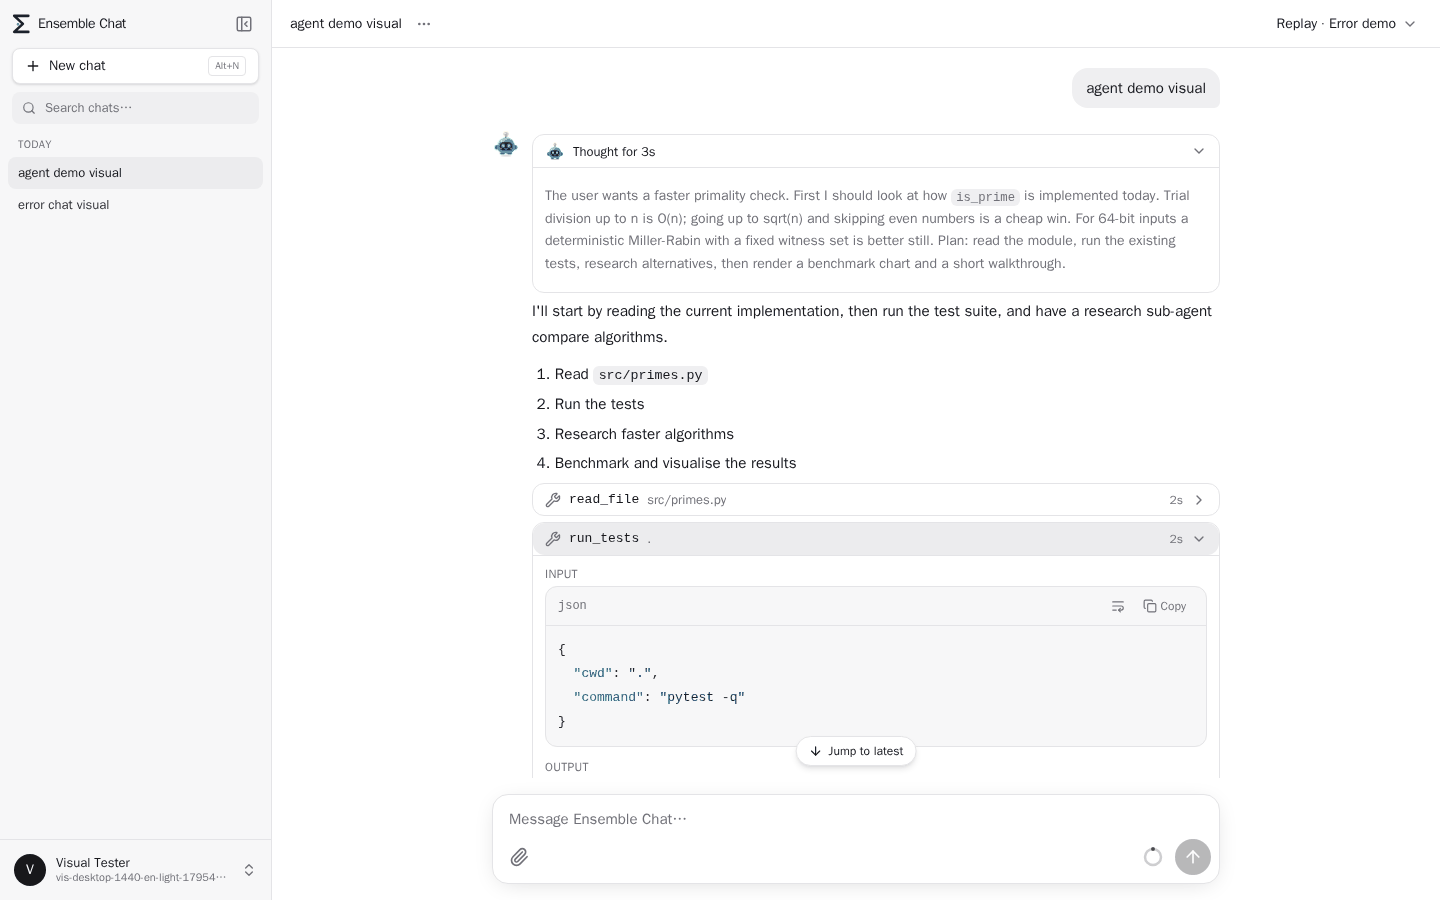 Ensemble Chat
New chat
Alt+N
Search chats…
TODAY
agent demo visual
error chat visual
V
Visual Tester
vis-desktop-1440-en-light-17954…
agent demo visual
Replay · Error demo
agent demo visual
Thought for 3s
The user wants a faster primality check. First I should look at how is_prime is implemented today. Trial
division up to n is O(n); going up to sqrt(n) and skipping even numbers is a cheap win. For 64-bit inputs a
deterministic Miller-Rabin with a fixed witness set is better still. Plan: read the module, run the existing
tests, research alternatives, then render a benchmark chart and a short walkthrough.
I'll start by reading the current implementation, then run the test suite, and have a research sub-agent
compare algorithms.
1. Read src/primes.py
2. Run the tests
3. Research faster algorithms
4. Benchmark and visualise the results
read_file src/primes.py 2s
run_tests . 2s
INPUT
json Copy
{
"cwd": ".",
"command": "pytest -q"
}
Jump to latest
OUTPUT
Message Ensemble Chat…